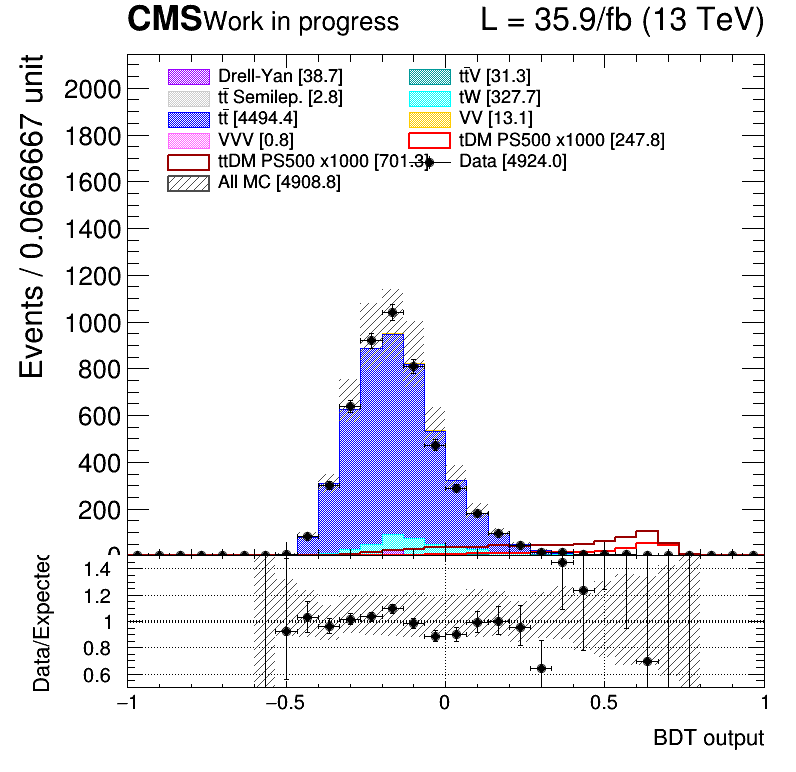 CMS Work in progress L = 35.9/fb (13 TeV)
Events / 0.0666667 unit
2000
1800
1600
1400
1200
1000
800
600
400
200
0
Drell-Yan [38.7]
tt̄ Semilep. [2.8]
tt̄ [4494.4]
VVV [0.8]
ttDM PS500 x1000 [701.3]
All MC [4908.8]
tt̄V [31.3]
tW [327.7]
VV [13.1]
tDM PS500 x1000 [247.8]
Data [4924.0]
Data/Expected
1.4
1.2
1
0.8
0.6
−1 −0.5 0 0.5 1
BDT output